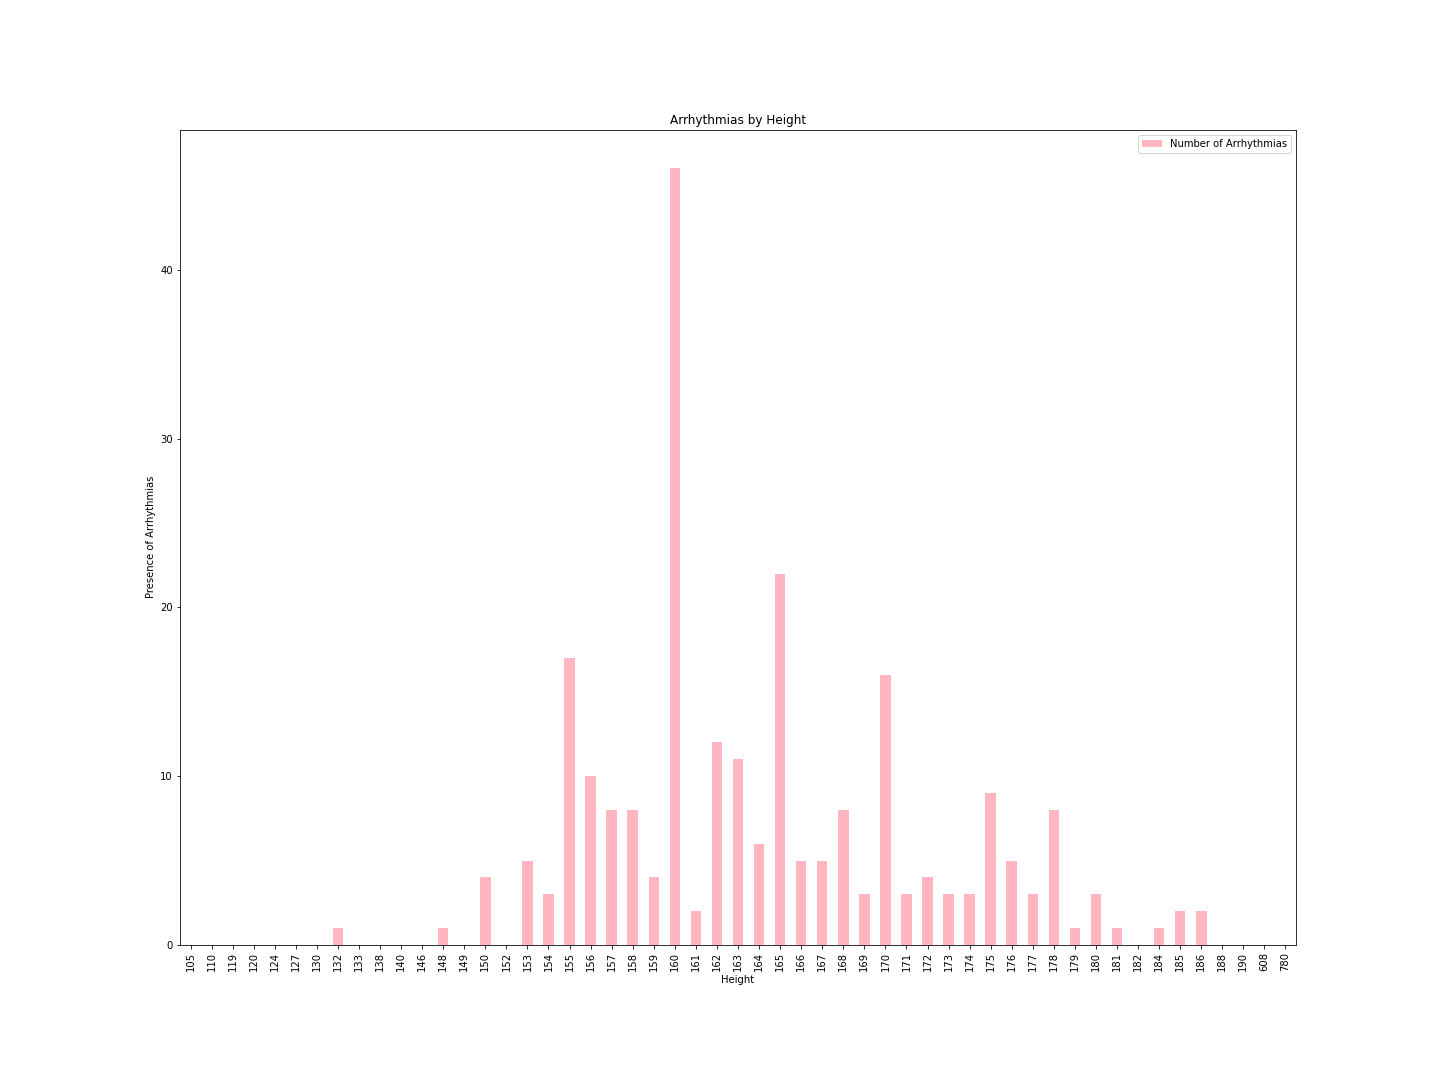 Arrhythmias by Height
Number of Arrhythmias
Presence of Arrhythmias
40
30
20
10
0
105 110 119 120 124 127 130 132 133 138 140 146 148 149 150 152 153 154 155 156 157 158 159 160 161 162 163 164 165 166 167 168 169 170 171 172 173 174 175 176 177 178 179 180 181 182 184 185 186 188 190 608 780
Height